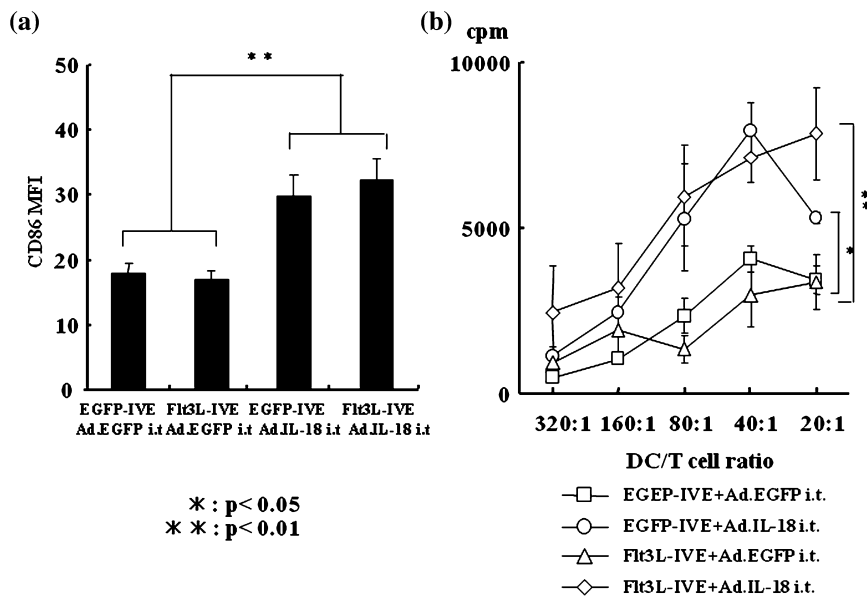 (a)
CD86 MFI
50
40
30
20
10
0
* *
EGFP-IVE Flt3L-IVE EGFP-IVE Flt3L-IVE
Ad.EGFP i.t Ad.EGFP i.t Ad.IL-18 i.t Ad.IL-18 i.t
* : p< 0.05
* * : p< 0.01
(b)
cpm
10000
5000
0
* *
*
320:1 160:1 80:1 40:1 20:1
DC/T cell ratio
EGEP-IVE+Ad.EGFP i.t.
EGFP-IVE+Ad.IL-18 i.t.
Flt3L-IVE+Ad.EGFP i.t.
Flt3L-IVE+Ad.IL-18 i.t.